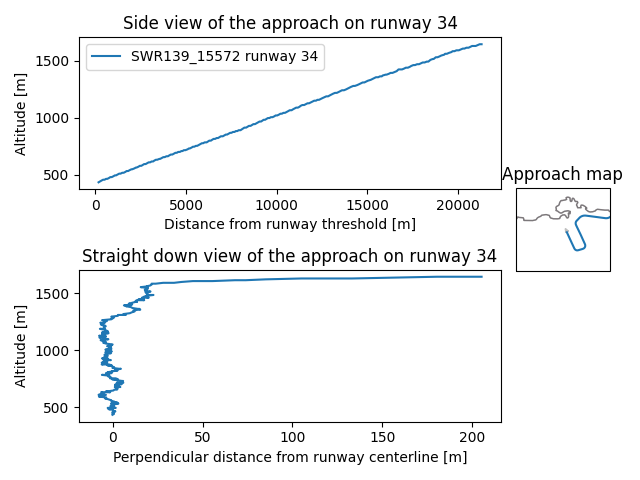 Side view of the approach on runway 34
1500
1000
500
Altitude [m]
SWR139_15572 runway 34
0 5000 10000 15000 20000
Distance from runway threshold [m]
Approach map
Straight down view of the approach on runway 34
1500
1000
500
Altitude [m]
0 50 100 150 200
Perpendicular distance from runway centerline [m]